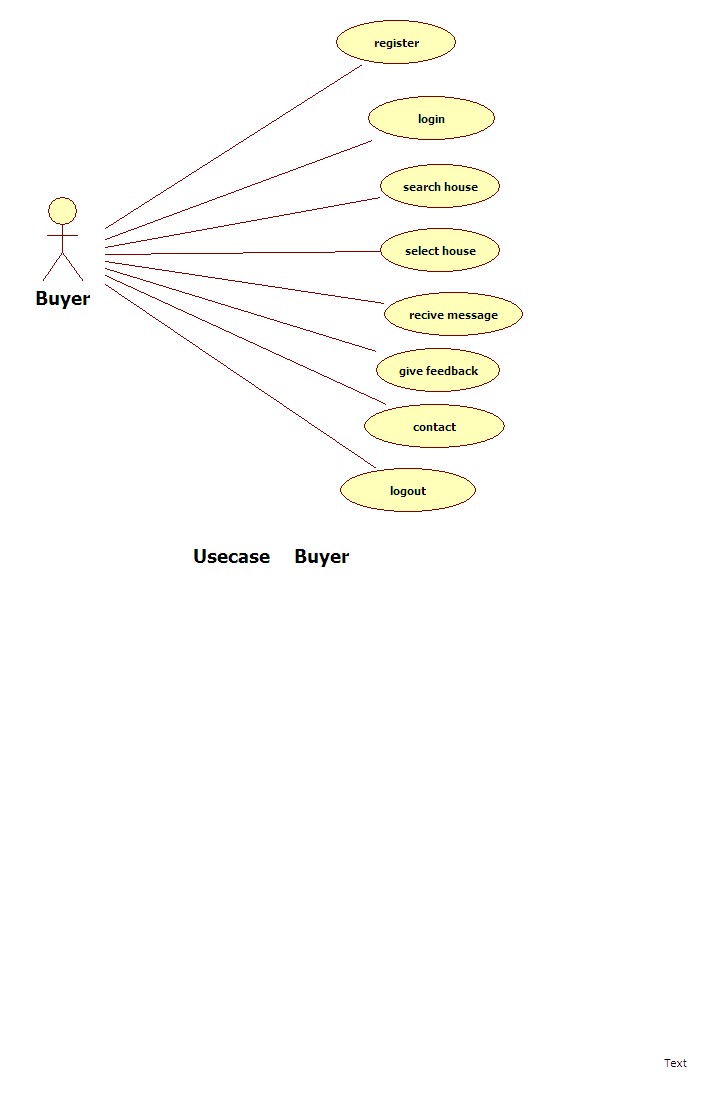 register
login
search house
select house
Buyer
recive message
give feedback
contact
logout
Usecase Buyer
Text